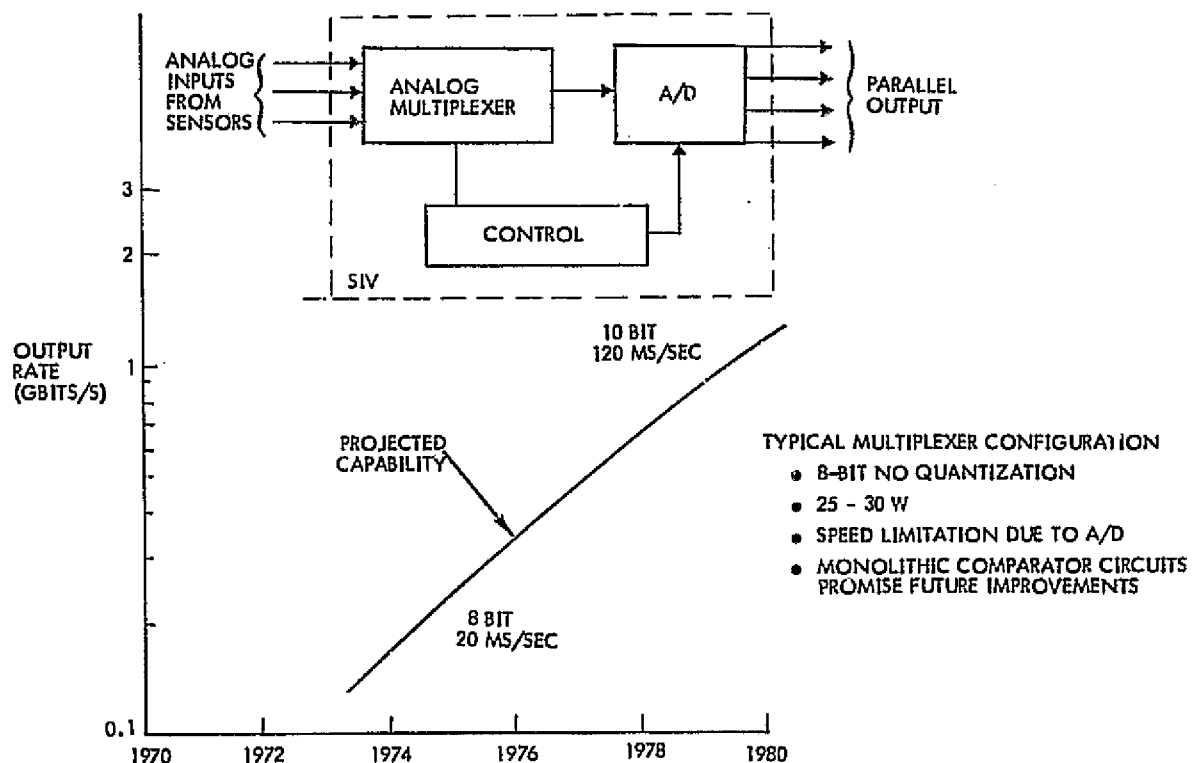 ANALOG
INPUTS
FROM
SENSORS
ANALOG
MULTIPLEXER
A/D
PARALLEL
OUTPUT
CONTROL
SIV
3
2
1
0.1
OUTPUT
RATE
(GBITS/S)
10 BIT
120 MS/SEC
PROJECTED
CAPABILITY
8 BIT
20 MS/SEC
TYPICAL MULTIPLEXER CONFIGURATION
• 8-BIT NO QUANTIZATION
• 25 - 30 W
• SPEED LIMITATION DUE TO A/D
• MONOLITHIC COMPARATOR CIRCUITS
PROMISE FUTURE IMPROVEMENTS
1970 1972 1974 1976 1978 1980